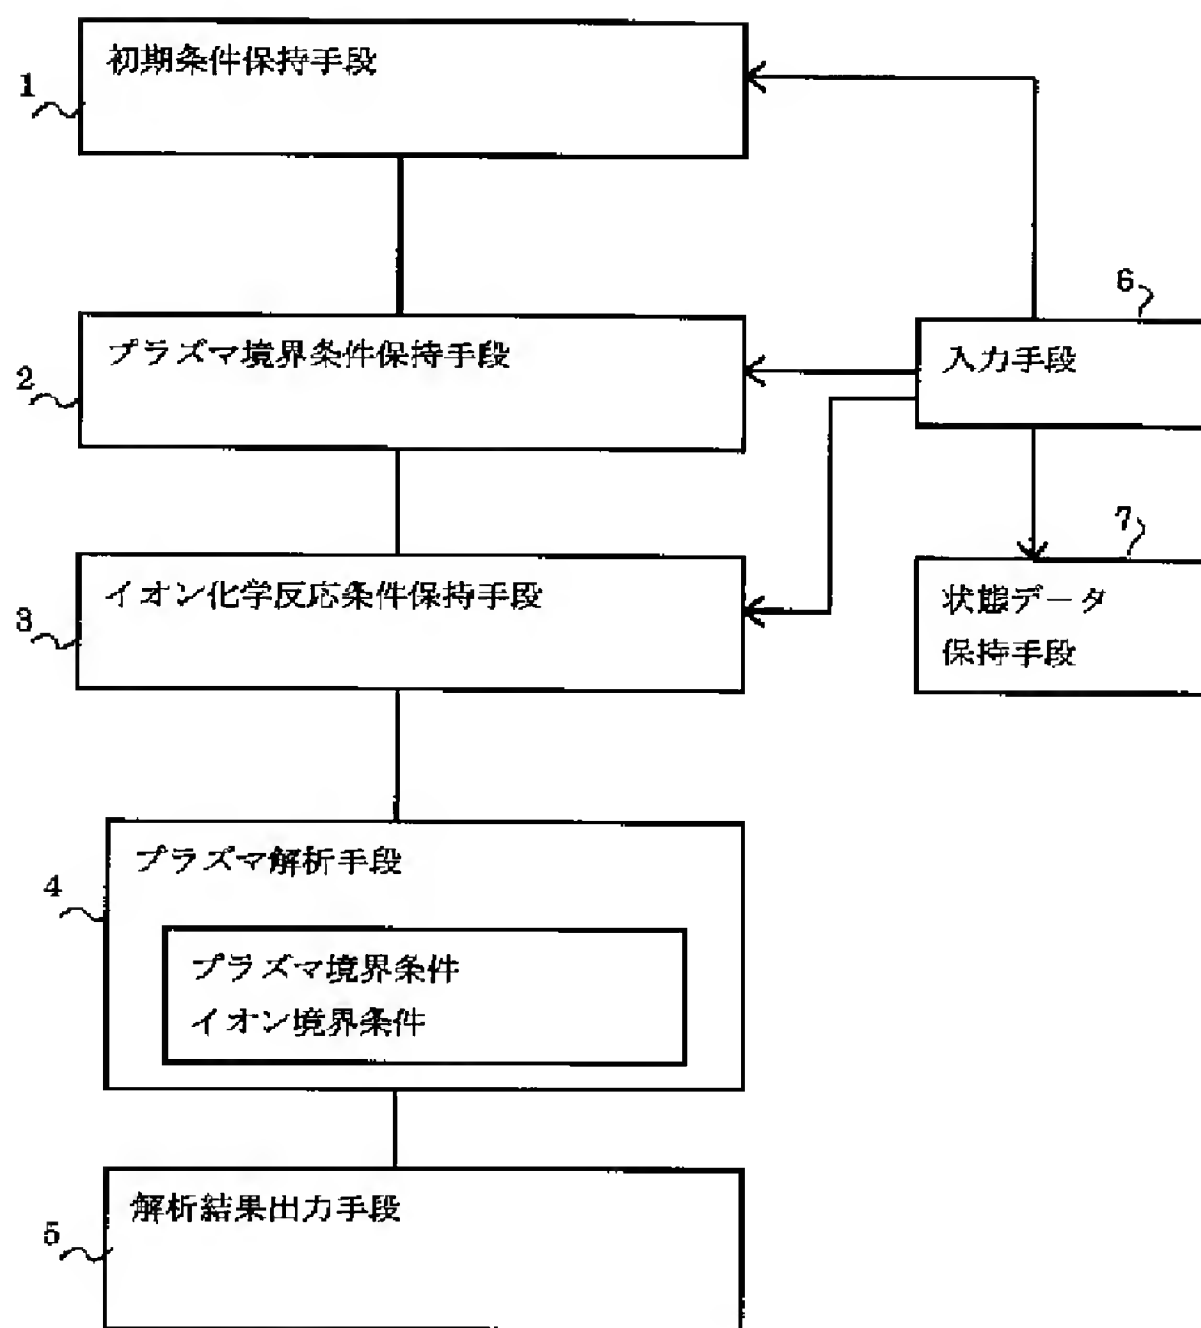 初期条件保持手段
1
プラズマ境界条件保持手段
2
6
入力手段
イオン化学反応条件保持手段
3
7
状態データ
保持手段
プラズマ解析手段
4
プラズマ境界条件
イオン境界条件
解析結果出力手段
5